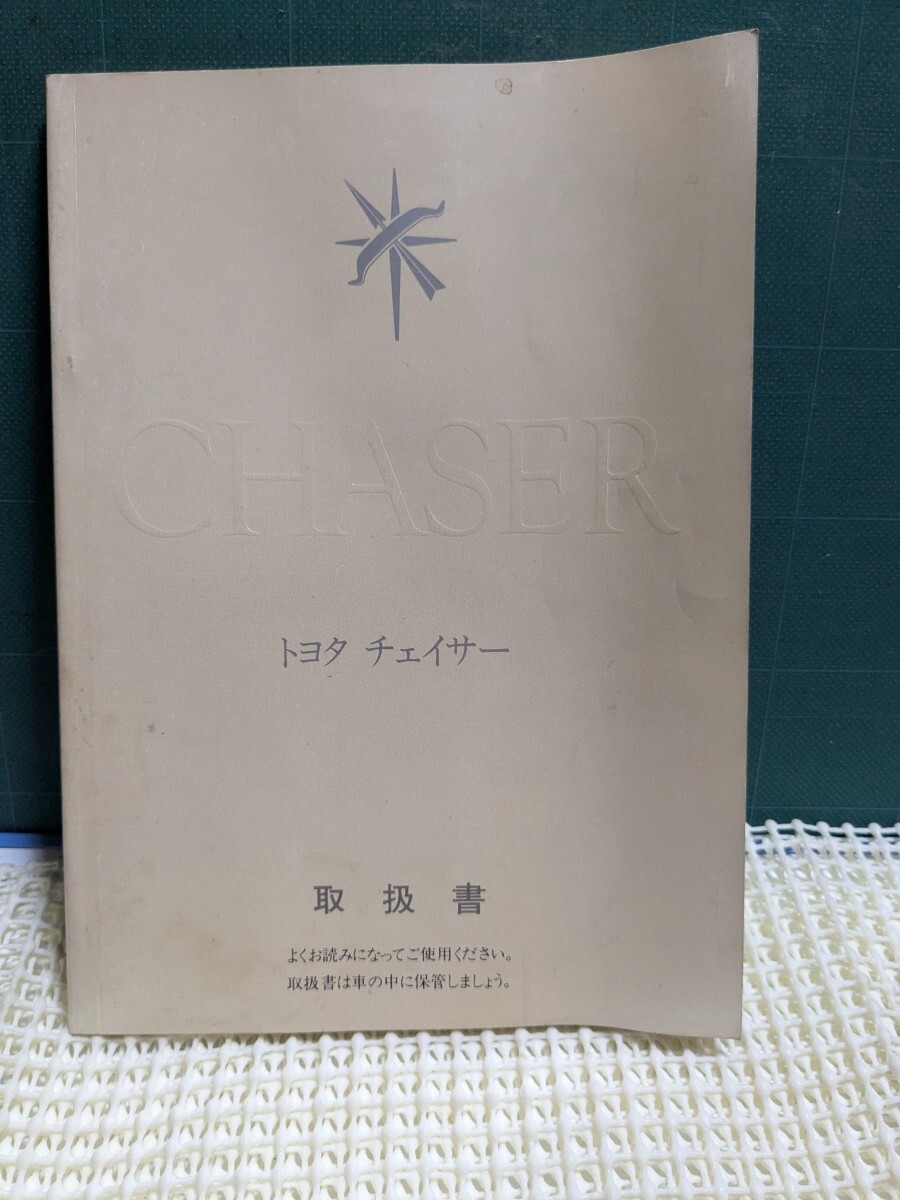 CHASER
トヨタ チェイサー
取扱書
よくお読みになってご使用ください。
取扱書は車の中に保管しましょう。